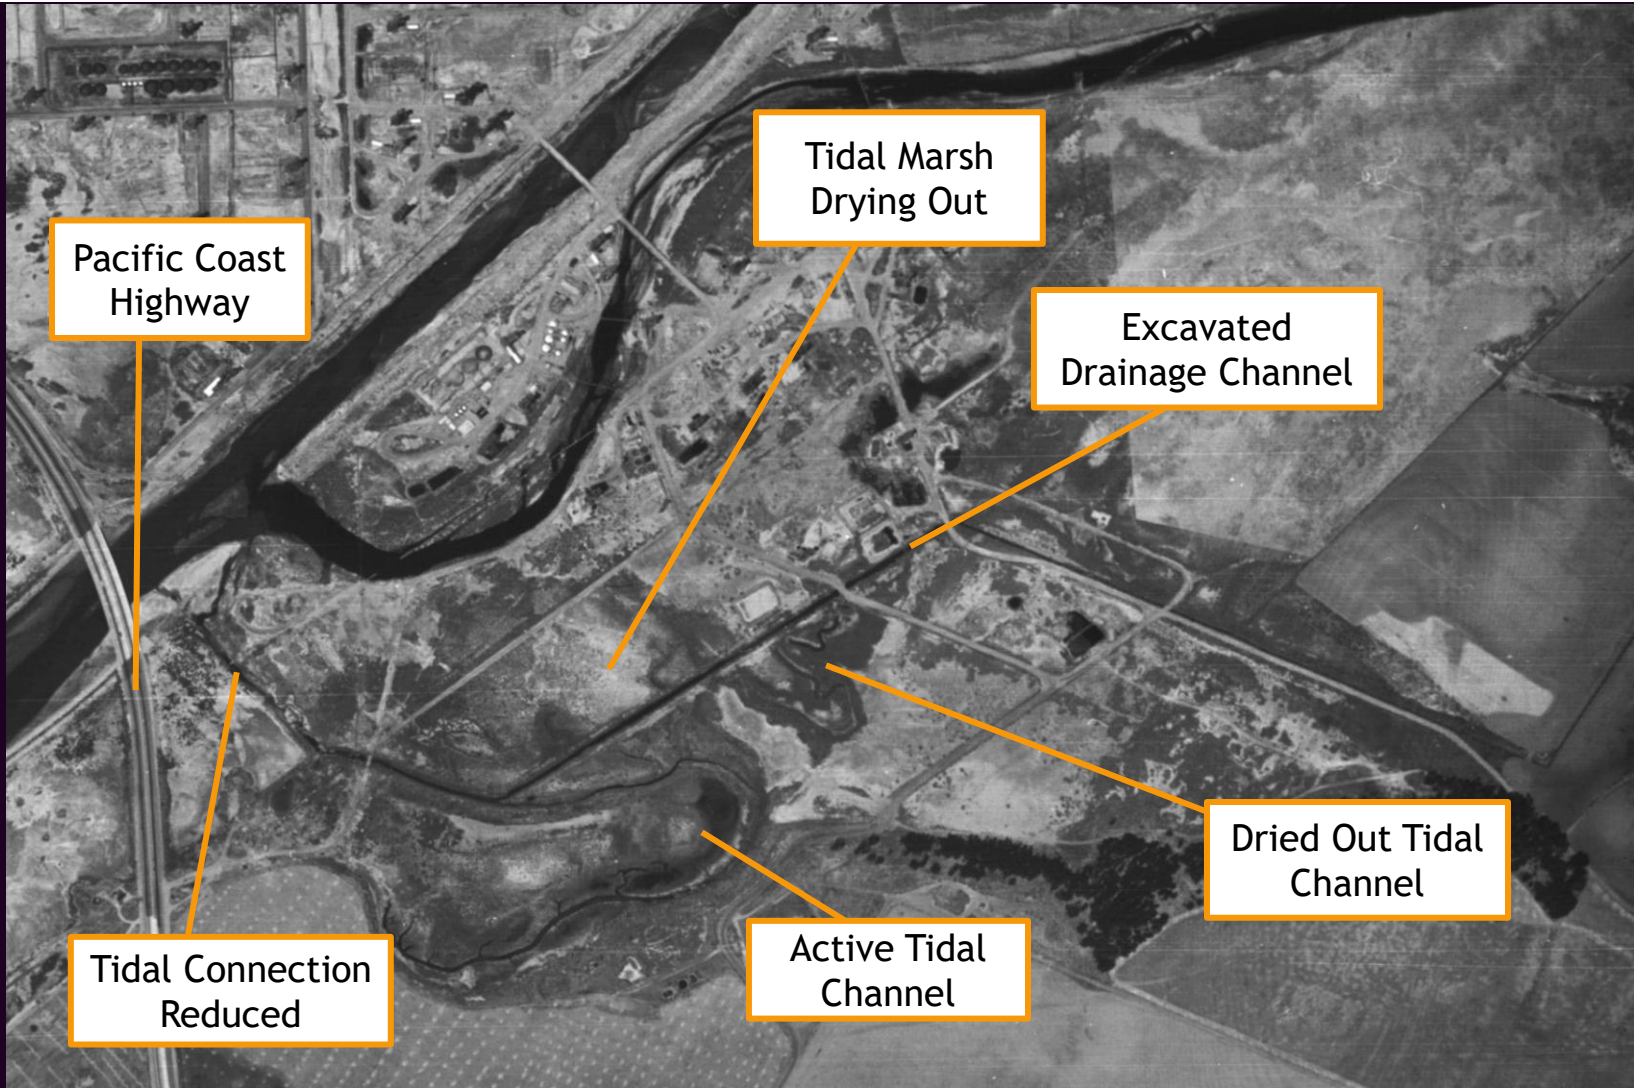 Tidal Marsh
Drying Out
Pacific Coast
Highway
Excavated
Drainage Channel
Dried Out Tidal
Channel
Active Tidal
Channel
Tidal Connection
Reduced